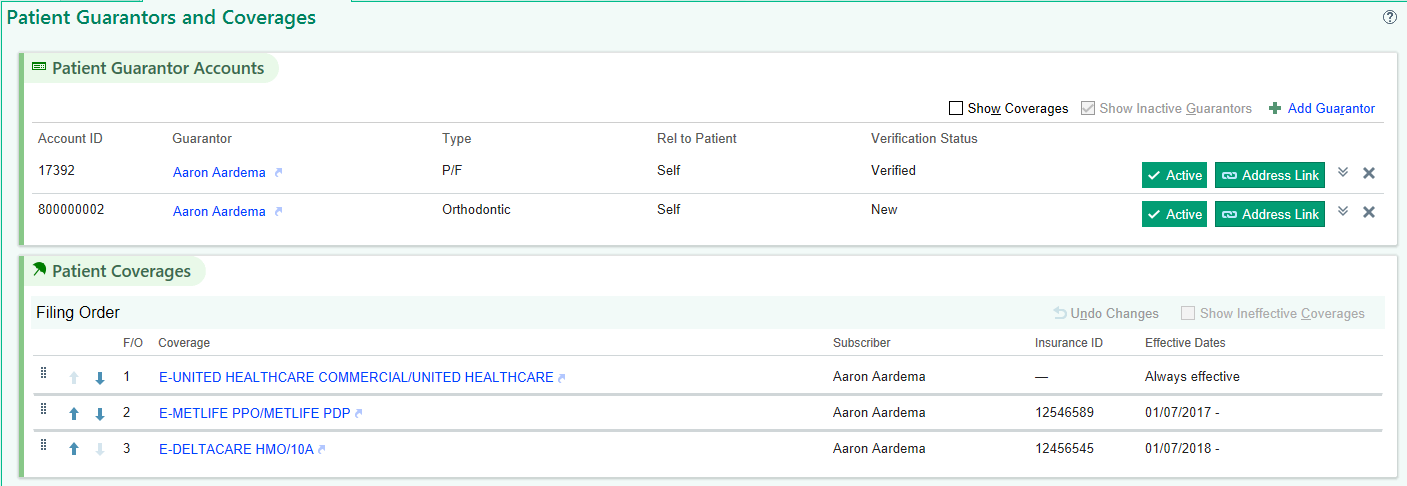 Patient Guarantors and Coverages
Patient Guarantor Accounts
Show Coverages Show Inactive Guarantors Add Guarantor
Account ID Guarantor Type Rel to Patient Verification Status
17392 Aaron Aardema P/F Self Verified Active Address Link
800000002 Aaron Aardema Orthodontic Self New Active Address Link
Patient Coverages
Filing Order Undo Changes Show Ineffective Coverages
F/O Coverage Subscriber Insurance ID Effective Dates
1 E-UNITED HEALTHCARE COMMERCIAL/UNITED HEALTHCARE Aaron Aardema — Always effective
2 E-METLIFE PPO/METLIFE PDP Aaron Aardema 12546589 01/07/2017 -
3 E-DELTACARE HMO/10A Aaron Aardema 12456545 01/07/2018 -